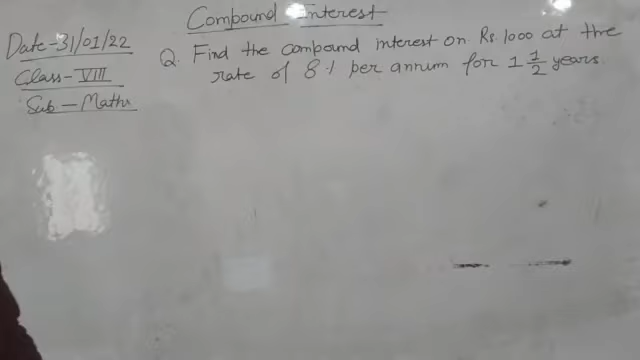 Compound Interest
Date-31/01/22
Class-VIII
Sub-Maths
Q. Find the compound interest on Rs. 1000 at the
rate of 8% per annum for 1 1/2 years.